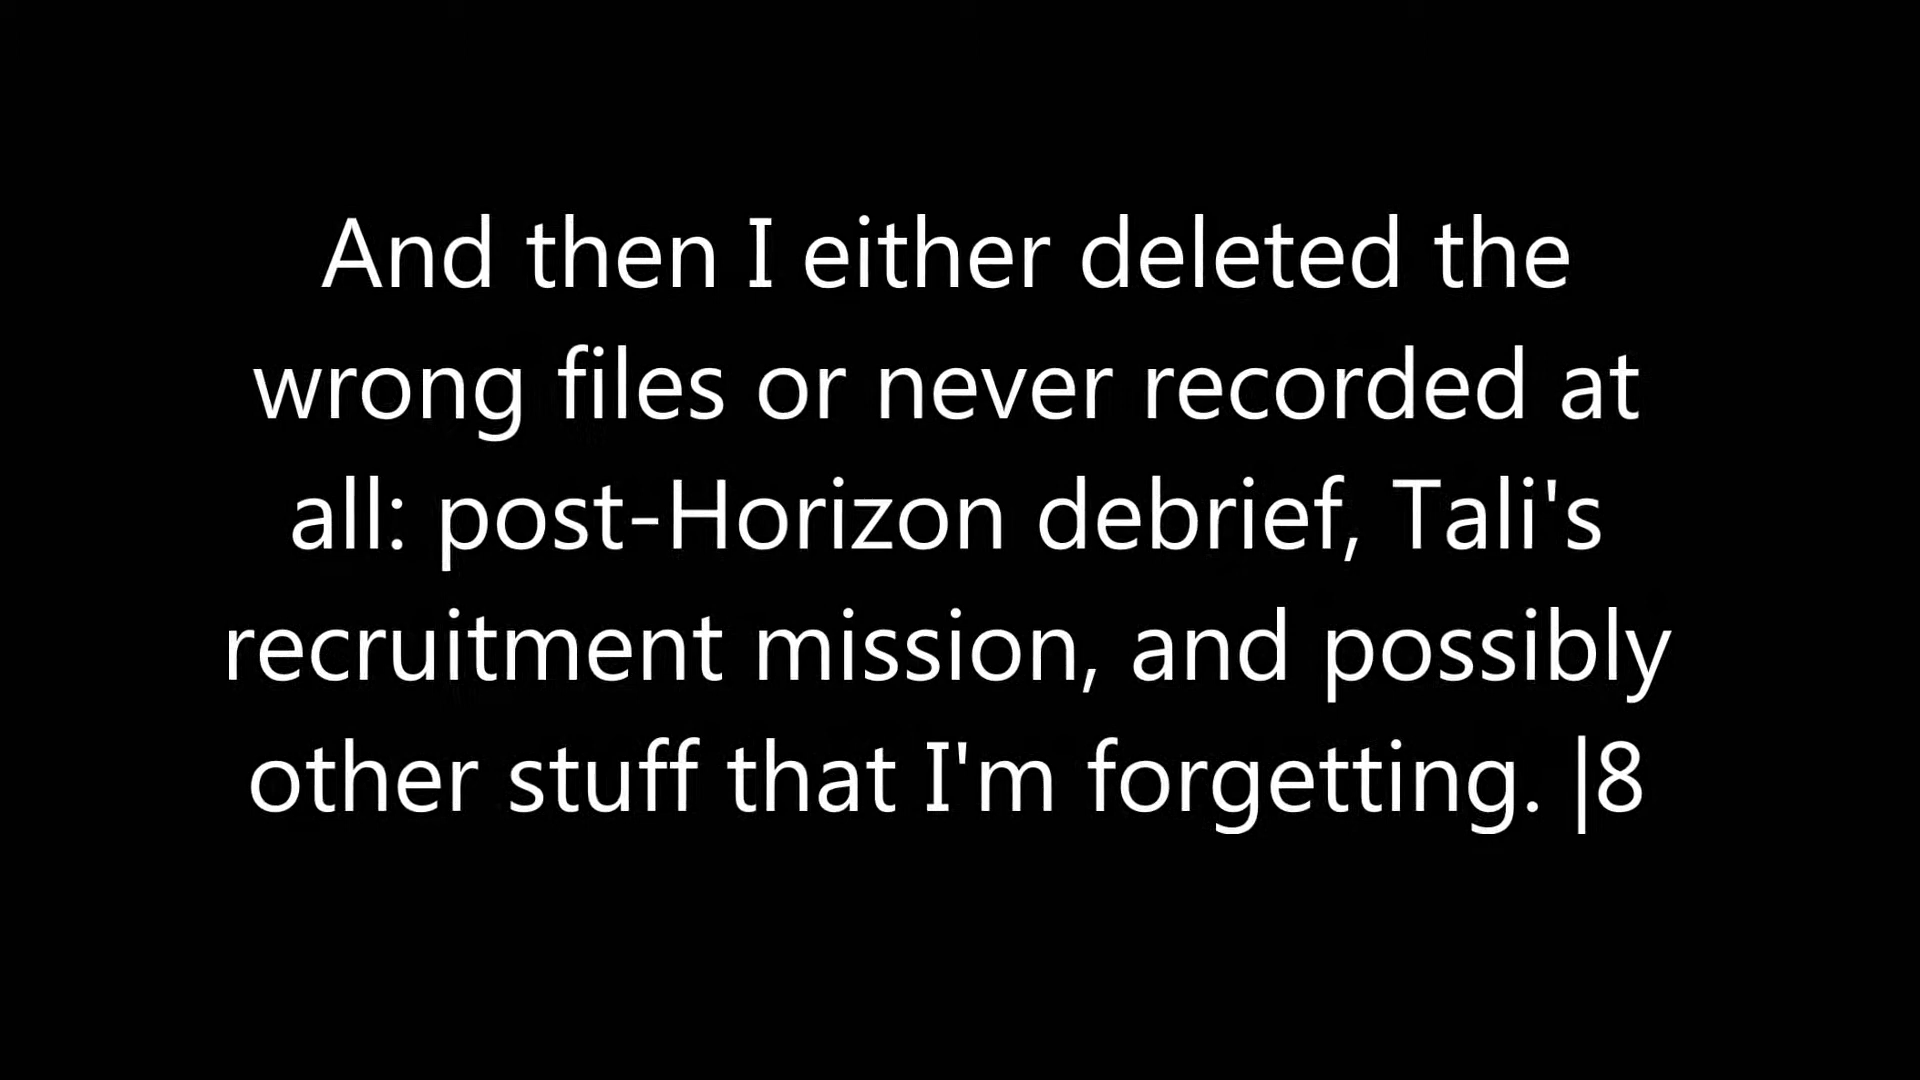 And then I either deleted the
wrong files or never recorded at
all: post-Horizon debrief, Tali's
recruitment mission, and possibly
other stuff that I'm forgetting. |8